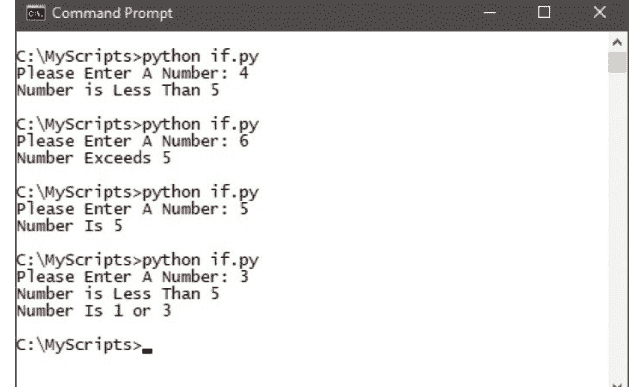 Command Prompt
C:\MyScripts>python if.py
Please Enter A Number: 4
Number is Less Than 5
C:\MyScripts>python if.py
Please Enter A Number: 6
Number Exceeds 5
C:\MyScripts>python if.py
Please Enter A Number: 5
Number Is 5
C:\MyScripts>python if.py
Please Enter A Number: 3
Number is Less Than 5
Number Is 1 or 3
C:\MyScripts>